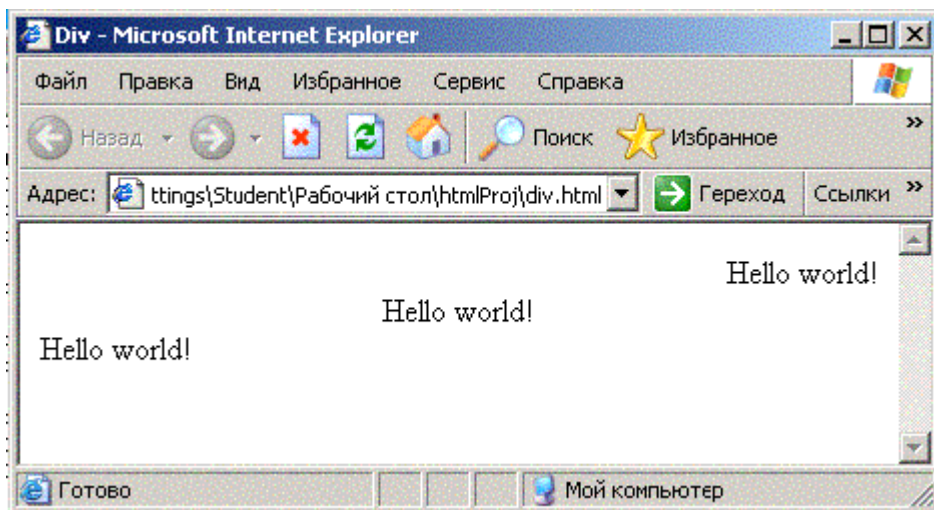 Div - Microsoft Internet Explorer
Файл Правка Вид Избранное Сервис Справка
Назад Поиск Избранное »
Адрес: ttings\Student\Рабочий стол\htmlProj\div.html Переход Ссылки »
Hello world!
Hello world!
Hello world!
Готово Мой компьютер